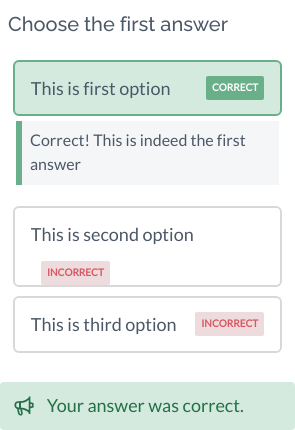 Choose the first answer
This is first option
CORRECT
Correct! This is indeed the first
answer
This is second option
INCORRECT
This is third option
INCORRECT
Your answer was correct.